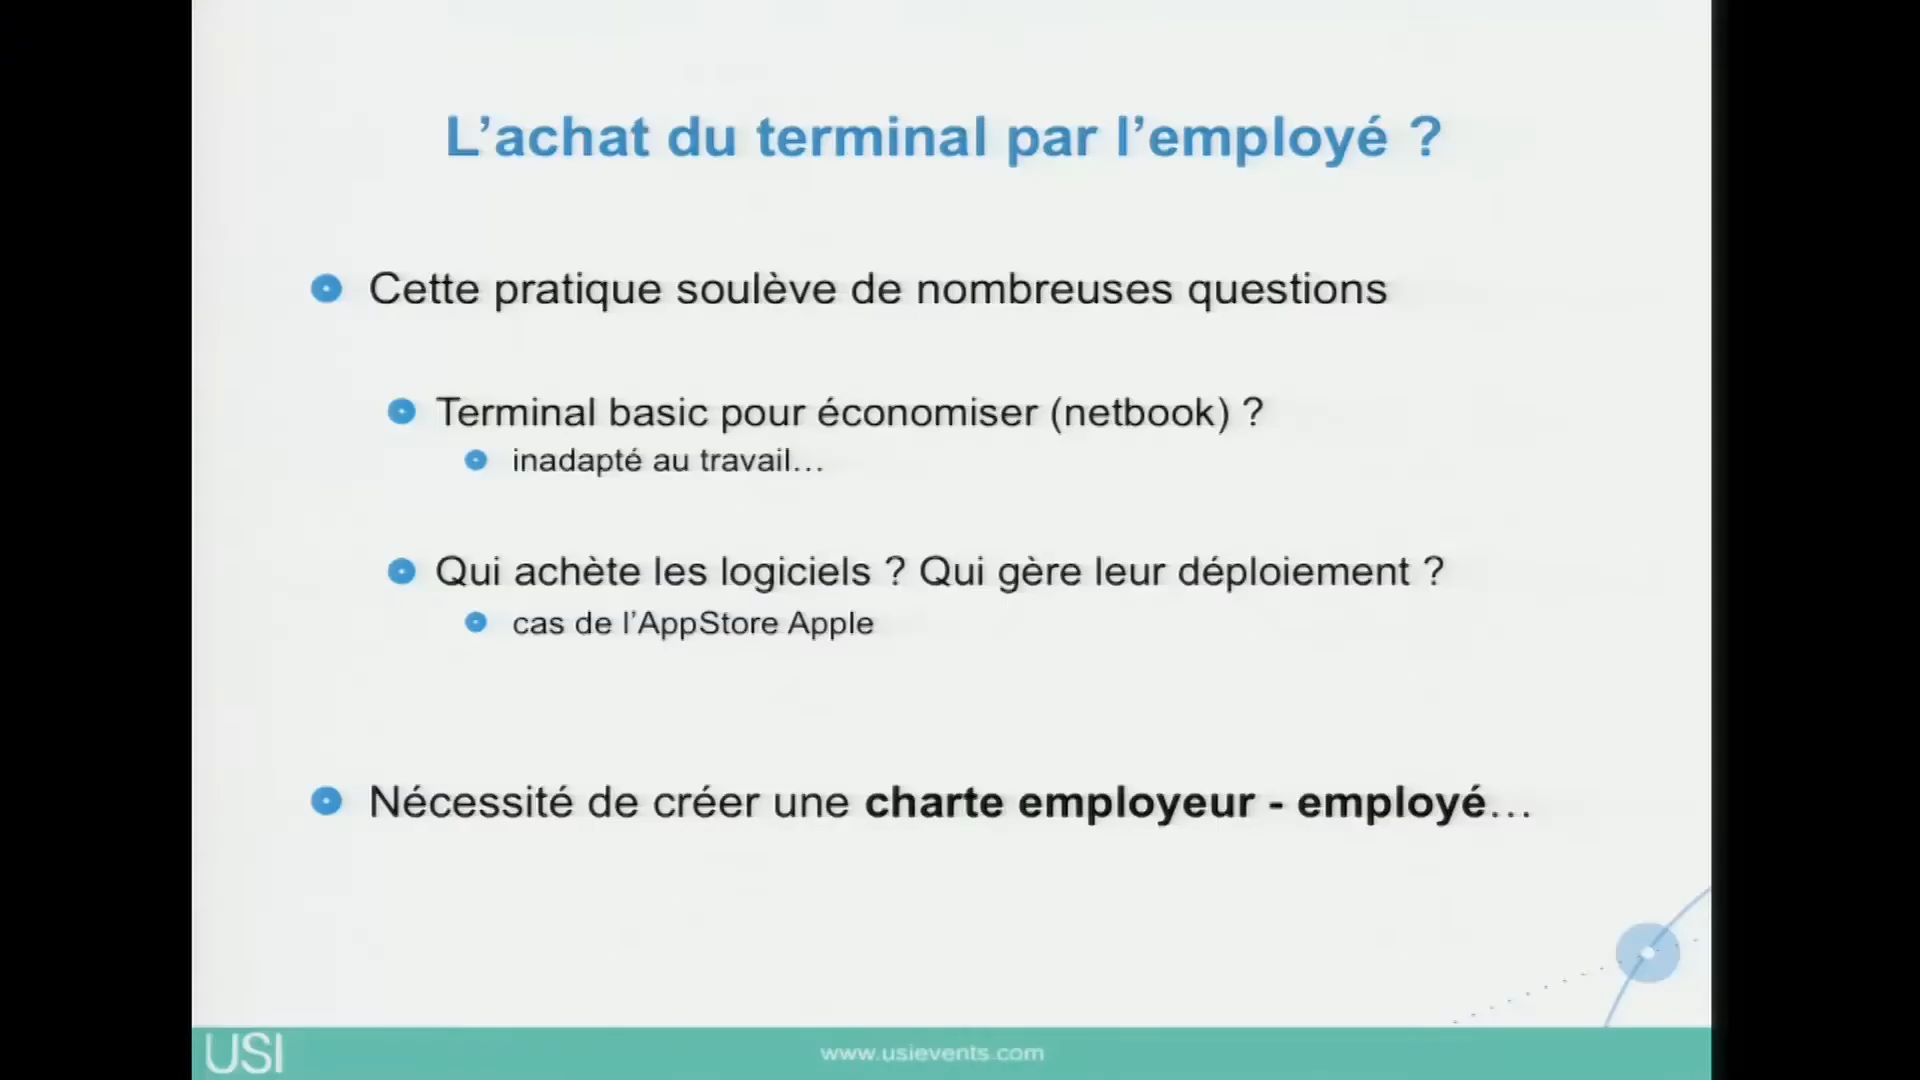 L’achat du terminal par l’employé ?
Cette pratique soulève de nombreuses questions
Terminal basic pour économiser (netbook) ?
inadapté au travail…
Qui achète les logiciels ? Qui gère leur déploiement ?
cas de l’AppStore Apple
Nécessité de créer une charte employeur - employé…
USI
www.usievents.com